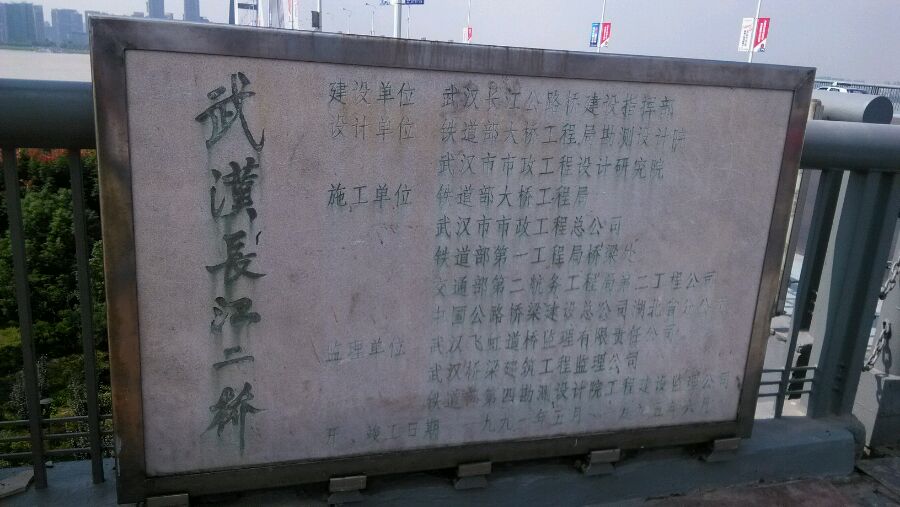 武漢長江二桥
建设单位 武汉长江公路桥建设指挥部
设计单位 铁道部大桥工程局勘测设计院
武汉市市政工程设计研究院
施工单位 铁道部大桥工程局
武汉市市政工程总公司
铁道部第一工程局桥梁处
交通部第二航务工程局第二工程公司
中国公路桥梁建设总公司湖北省分公司
监理单位 武汉飞虹道桥监理有限责任公司
武汉桥梁建筑工程监理公司
铁道部第四勘测设计院工程建设监理公司
开、竣工日期 一九九一年五月一一九九五年六月